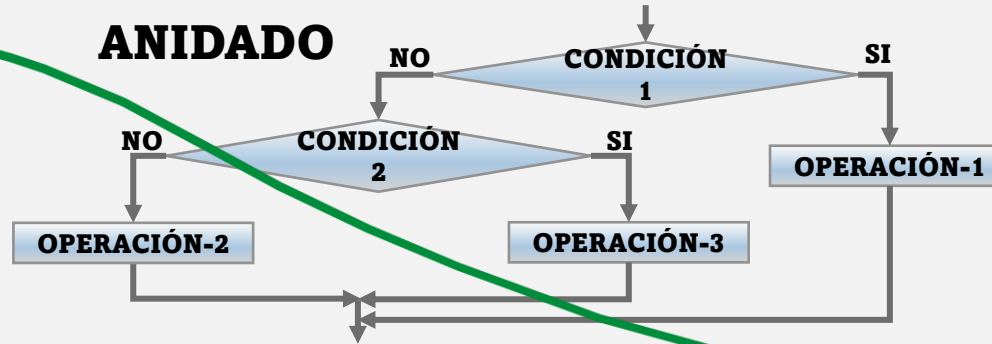 ANIDADO
NO
CONDICIÓN
1
SI
NO
CONDICIÓN
2
SI
OPERACIÓN-1
OPERACIÓN-2
OPERACIÓN-3